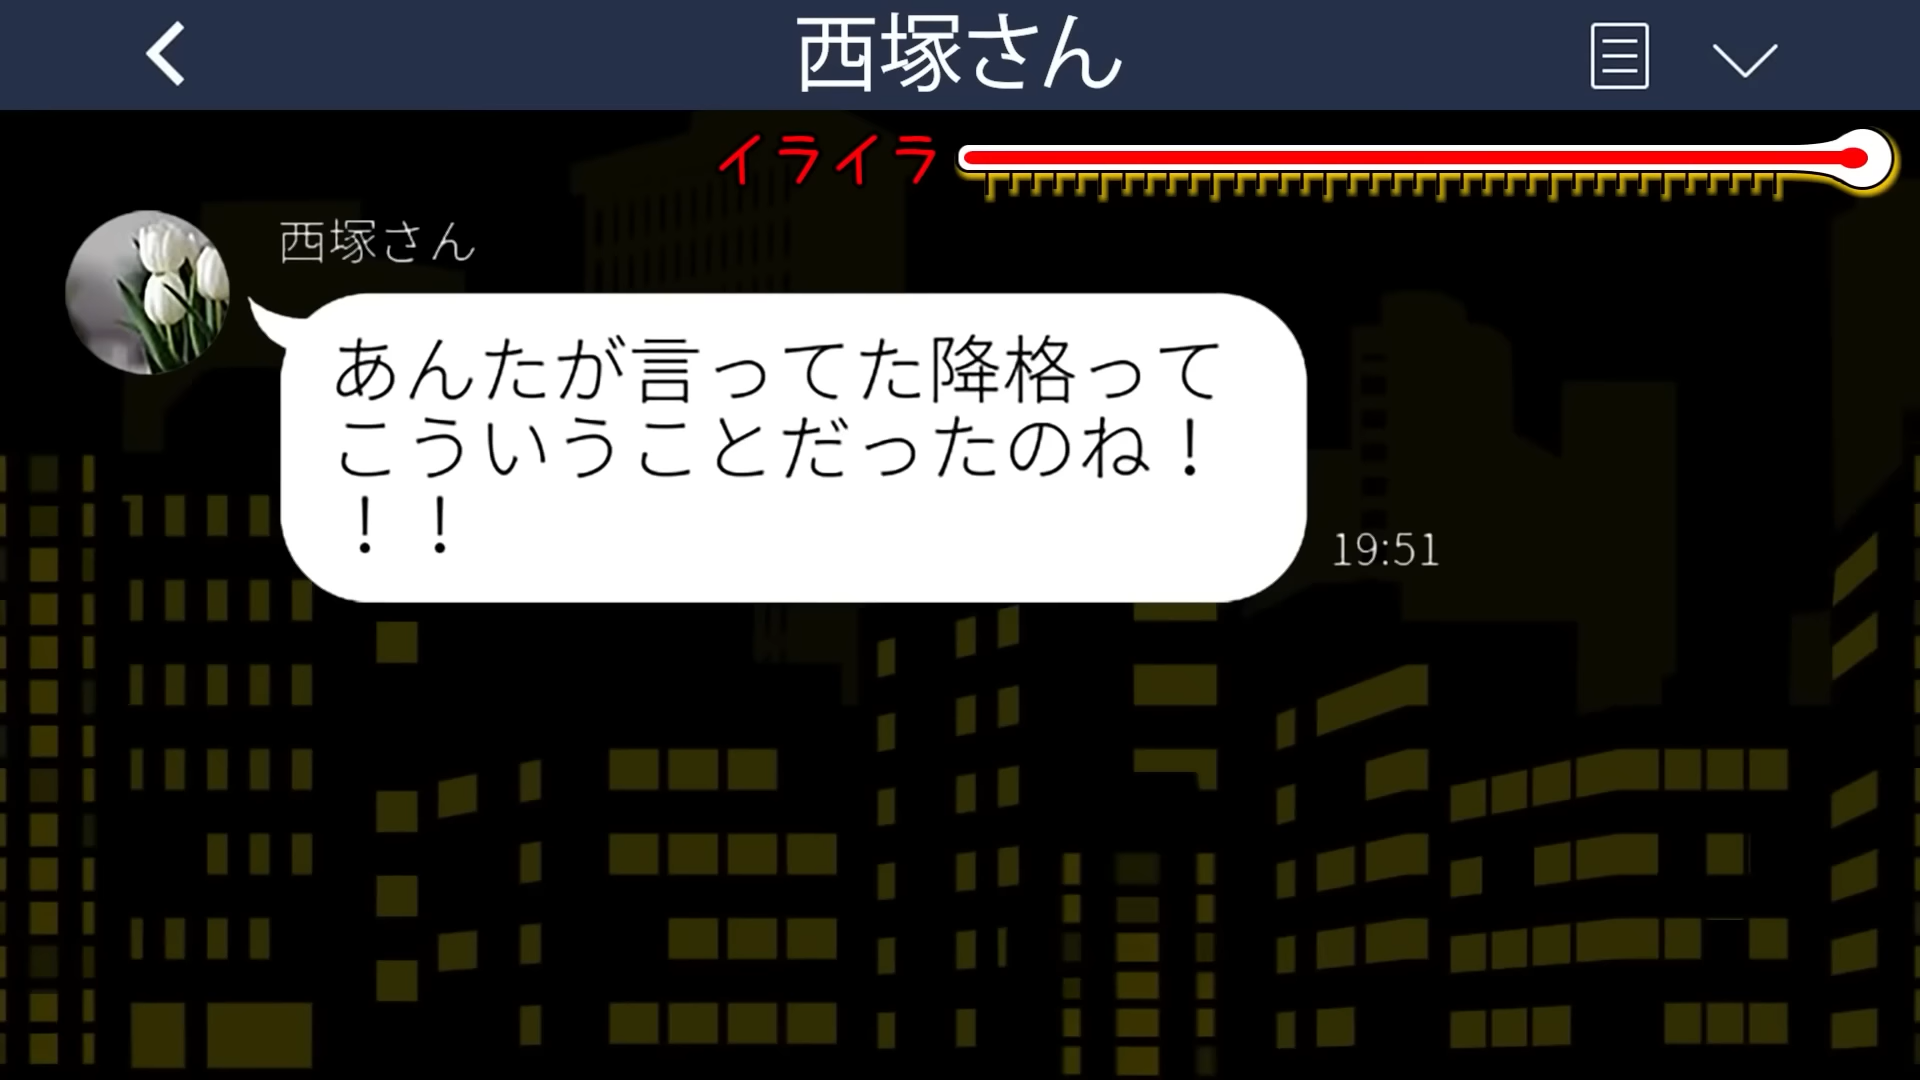 西塚さん
イライラ
西塚さん
あんたが言ってた降格って
こういうことだったのね！
！！
19:51